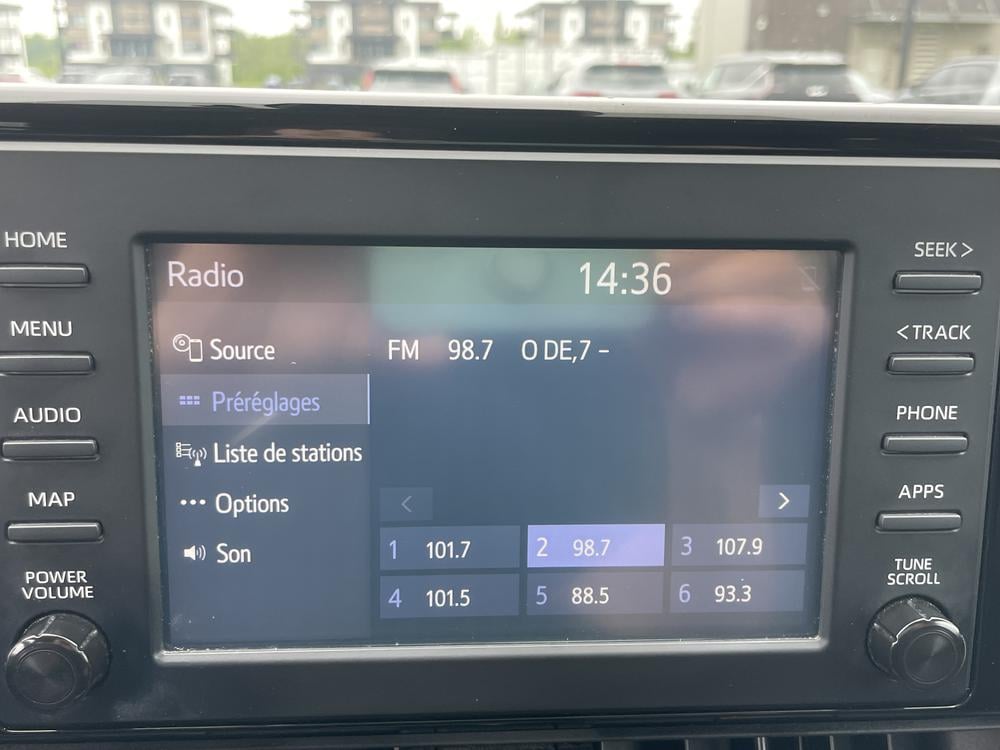 HOME
MENU
AUDIO
MAP
POWER
VOLUME
Radio
14:36
Source
Préréglages
Liste de stations
Options
Son
FM 98.7 O DE,7 -
<
>
1 101.7
2 98.7
3 107.9
4 101.5
5 88.5
6 93.3
SEEK >
< TRACK
PHONE
APPS
TUNE
SCROLL